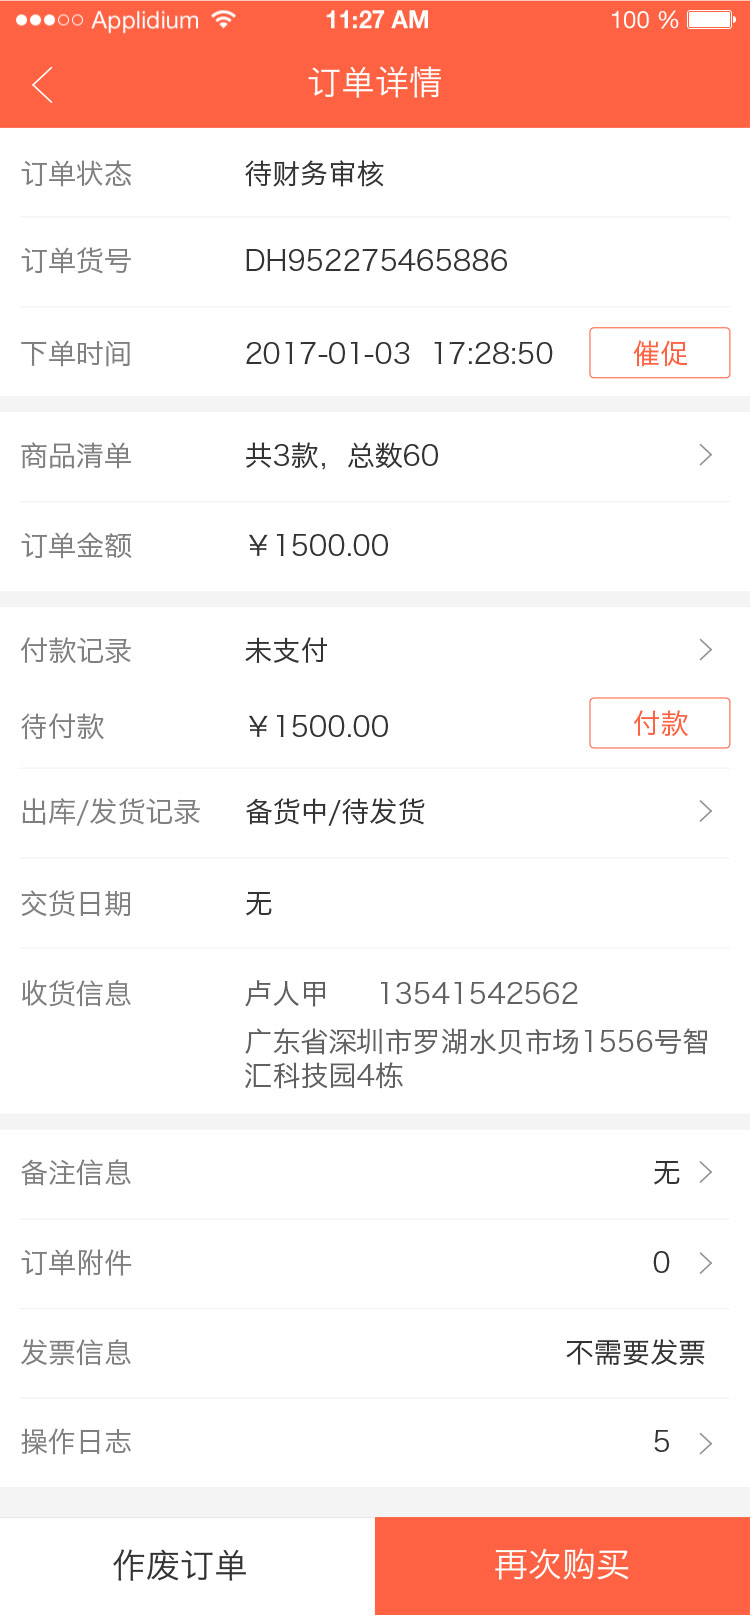 Applidium 11:27 AM 100 %
订单详情
订单状态 待财务审核
订单货号 DH952275465886
下单时间 2017-01-03 17:28:50 催促
商品清单 共3款，总数60
订单金额 ￥1500.00
付款记录 未支付
待付款 ￥1500.00 付款
出库/发货记录 备货中/待发货
交货日期 无
收货信息 卢人甲 13541542562
广东省深圳市罗湖水贝市场1556号智
汇科技园4栋
备注信息 无
订单附件 0
发票信息 不需要发票
操作日志 5
作废订单 再次购买